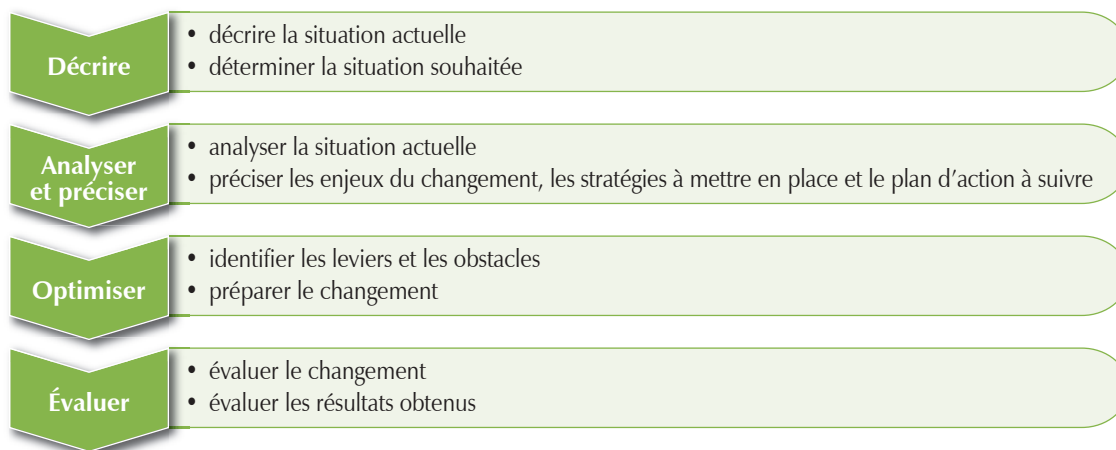 Décrire
• décrire la situation actuelle
• déterminer la situation souhaitée
Analyser
et préciser
• analyser la situation actuelle
• préciser les enjeux du changement, les stratégies à mettre en place et le plan d’action à suivre
Optimiser
• identifier les leviers et les obstacles
• préparer le changement
Évaluer
• évaluer le changement
• évaluer les résultats obtenus